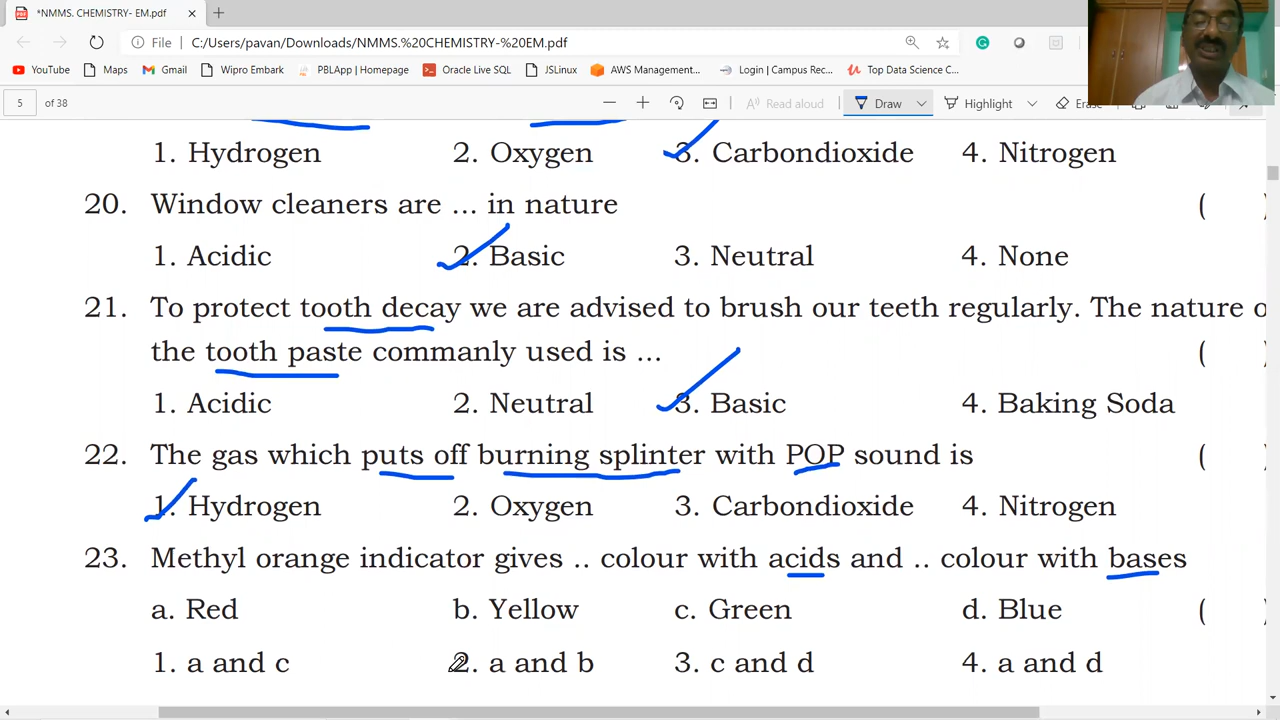 *NMMS. CHEMISTRY- EM.pdf
File C:/Users/pavan/Downloads/NMMS.%20CHEMISTRY-%20EM.pdf
YouTube Maps Gmail Wipro Embark PBLApp | Homepage Oracle Live SQL JSLinux AWS Management... Login | Campus Rec... Top Data Science C...
5 of 38 Read aloud Draw Highlight Erase
1. Hydrogen 2. Oxygen 3. Carbondioxide 4. Nitrogen
20. Window cleaners are ... in nature ( )
1. Acidic 2. Basic 3. Neutral 4. None
21. To protect tooth decay we are advised to brush our teeth regularly. The nature o
the tooth paste commanly used is ... ( )
1. Acidic 2. Neutral 3. Basic 4. Baking Soda
22. The gas which puts off burning splinter with POP sound is ( )
1. Hydrogen 2. Oxygen 3. Carbondioxide 4. Nitrogen
23. Methyl orange indicator gives .. colour with acids and .. colour with bases
a. Red b. Yellow c. Green d. Blue ( )
1. a and c 2. a and b 3. c and d 4. a and d